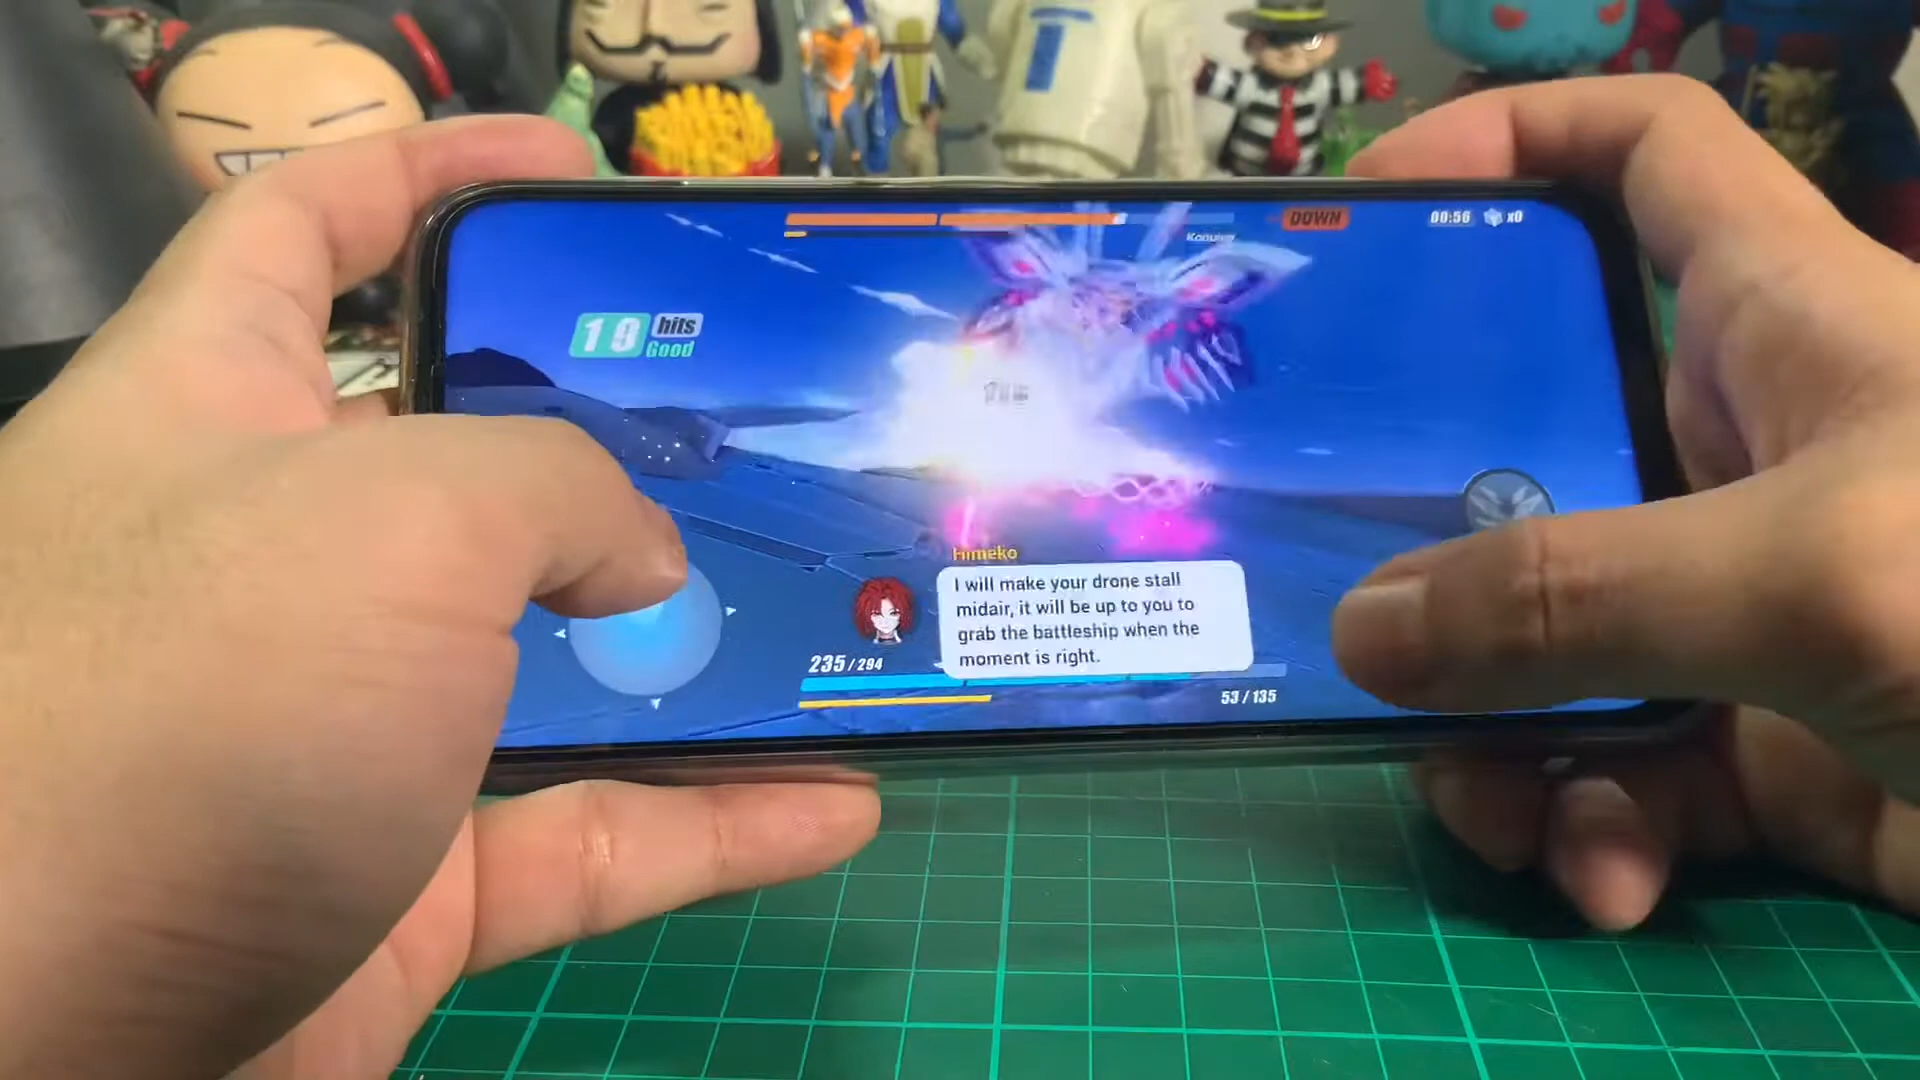 DOWN
00:56 x0
19 hits
Good
Himeko
I will make your drone stall
midair, it will be up to you to
grab the battleship when the
moment is right.
235/294
53/135